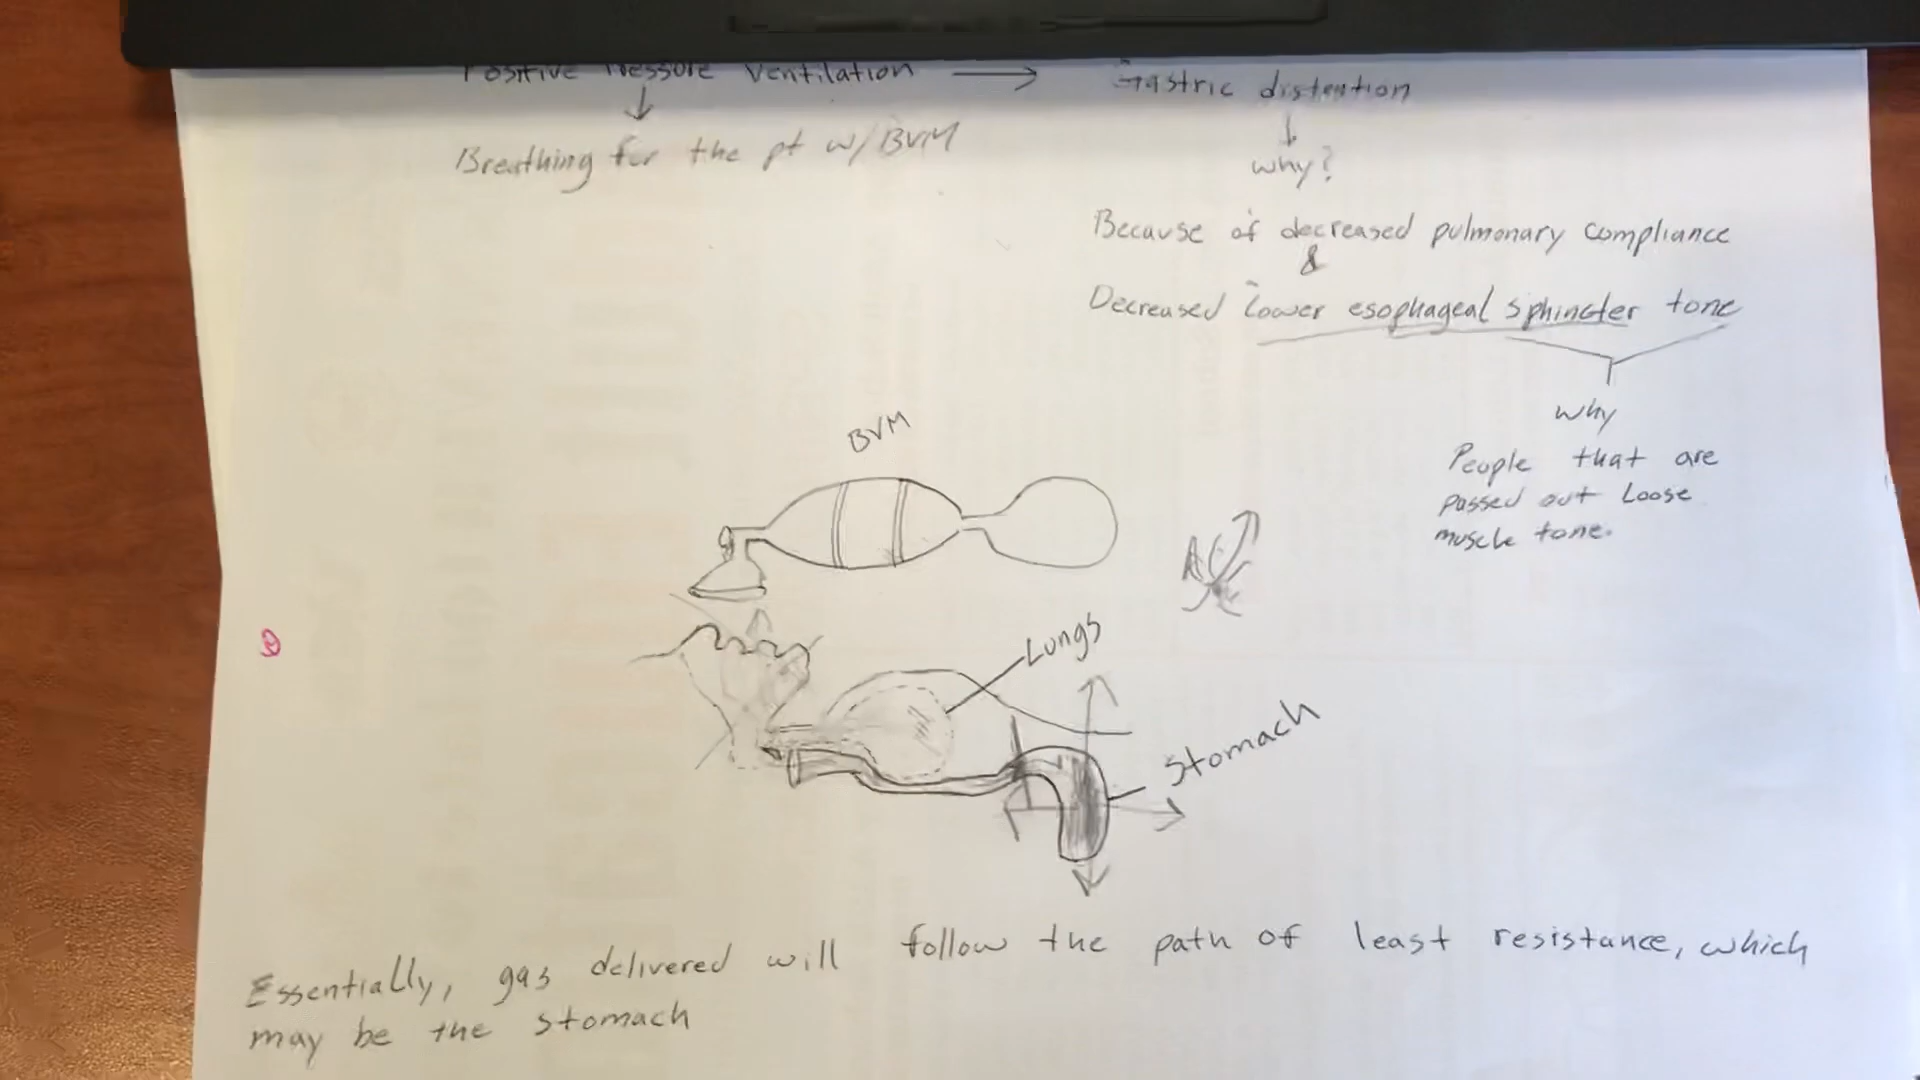 Positive Pressure Ventilation → Gastric distention
↓ ↓
Breathing for the pt w/ BVM why?
Because of decreased pulmonary compliance
&
Decreased lower esophageal sphincter tone
why
BVM
People that are
passed out Loose
muscle tone.
Lungs
Stomach
Essentially, gas delivered will follow the path of least resistance, which
may be the stomach